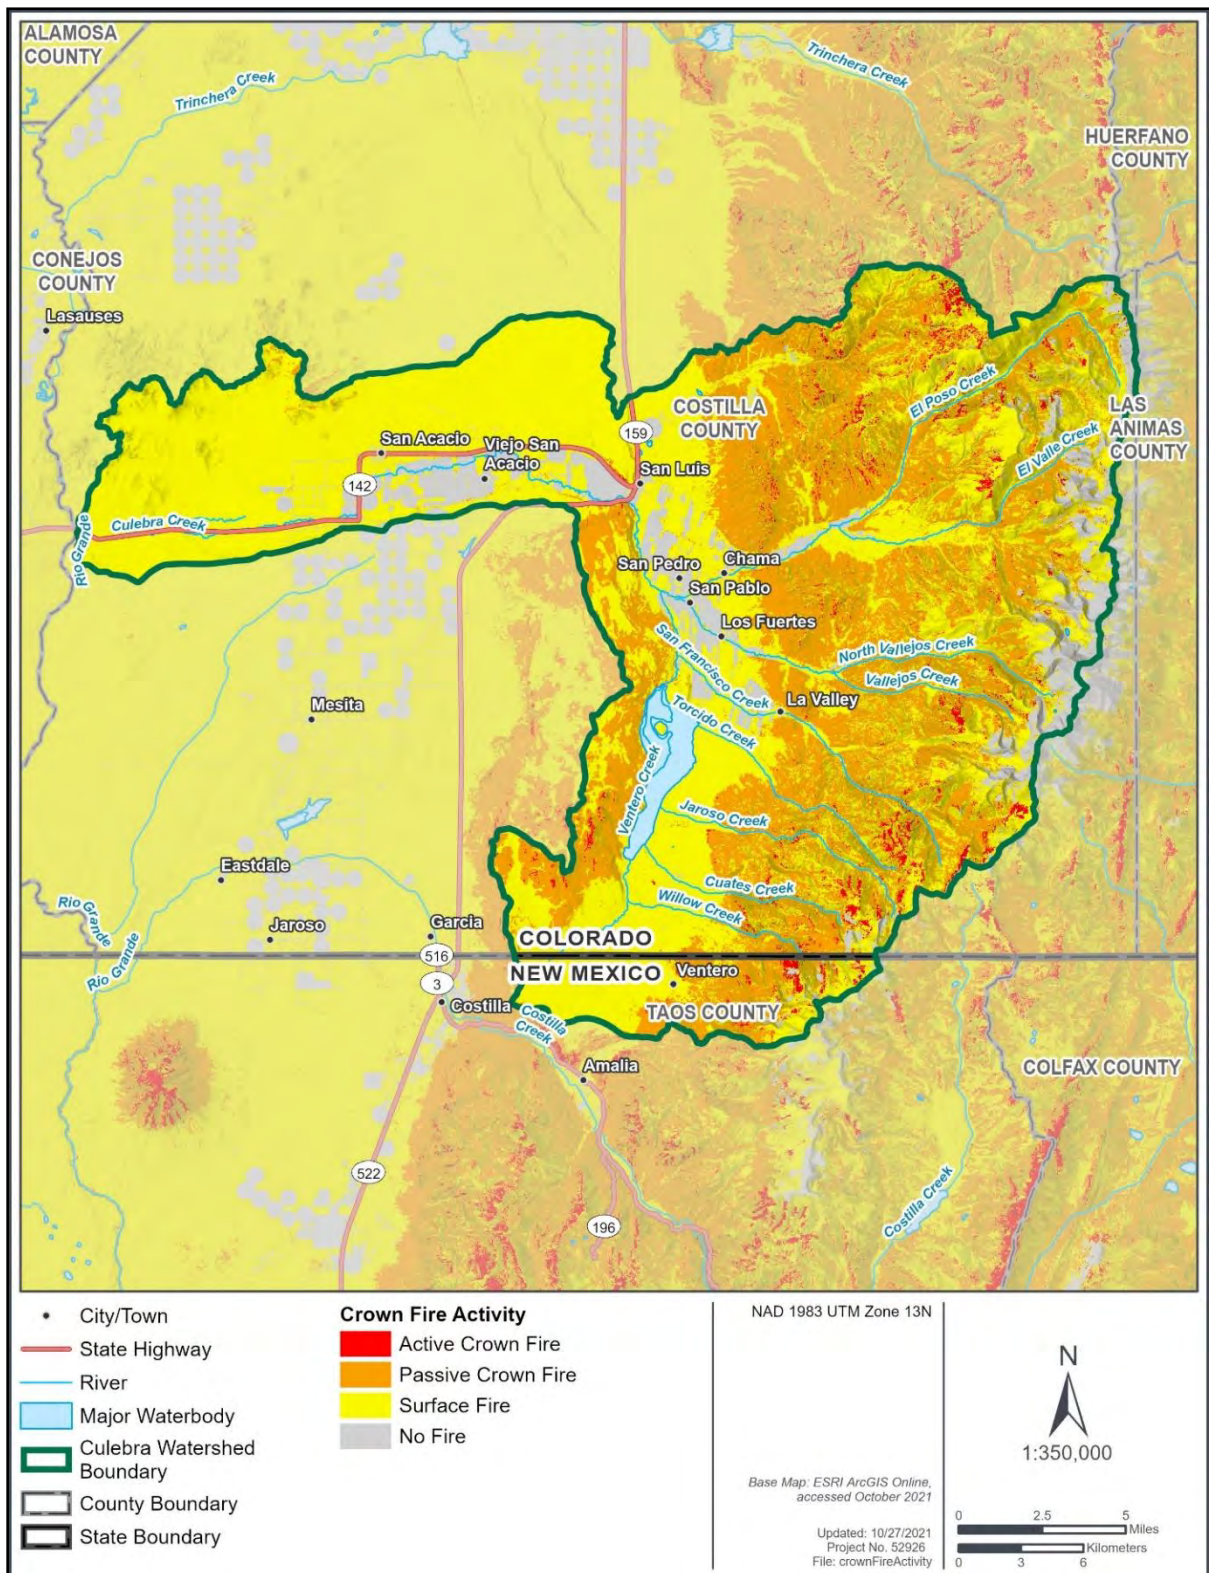 ALAMOSA
COUNTY
Trinchera Creek
Trinchera Creek
HUERFANO
COUNTY
CONEJOS
COUNTY
Lasauses
El Poso Creek
COSTILLA
COUNTY
LAS
ANIMAS
COUNTY
159
El Valle Creek
San Acacio
Viejo San
Acacio
San Luis
142
Culebra Creek
Rio Grande
Chama
San Pedro
San Pablo
Los Fuertes
San Francisco Creek
North Vallejos Creek
Vallejos Creek
Mesita
La Valley
Torcido Creek
Ventero Creek
Jaroso Creek
Eastdale
Cuates Creek
Willow Creek
Rio Grande
Rio Grande
Jaroso
Garcia
COLORADO
516
NEW MEXICO
Ventero
3
Costilla
Costilla
Creek
TAOS COUNTY
Amalia
COLFAX COUNTY
522
196
Costilla Creek
City/Town
State Highway
River
Major Waterbody
Culebra Watershed
Boundary
County Boundary
State Boundary
Crown Fire Activity
Active Crown Fire
Passive Crown Fire
Surface Fire
No Fire
NAD 1983 UTM Zone 13N
Base Map: ESRI ArcGIS Online,
accessed October 2021
Updated: 10/27/2021
Project No. 52926
File: crownFireActivity
N
1:350,000
0 2.5 5
Miles
Kilometers
0 3 6